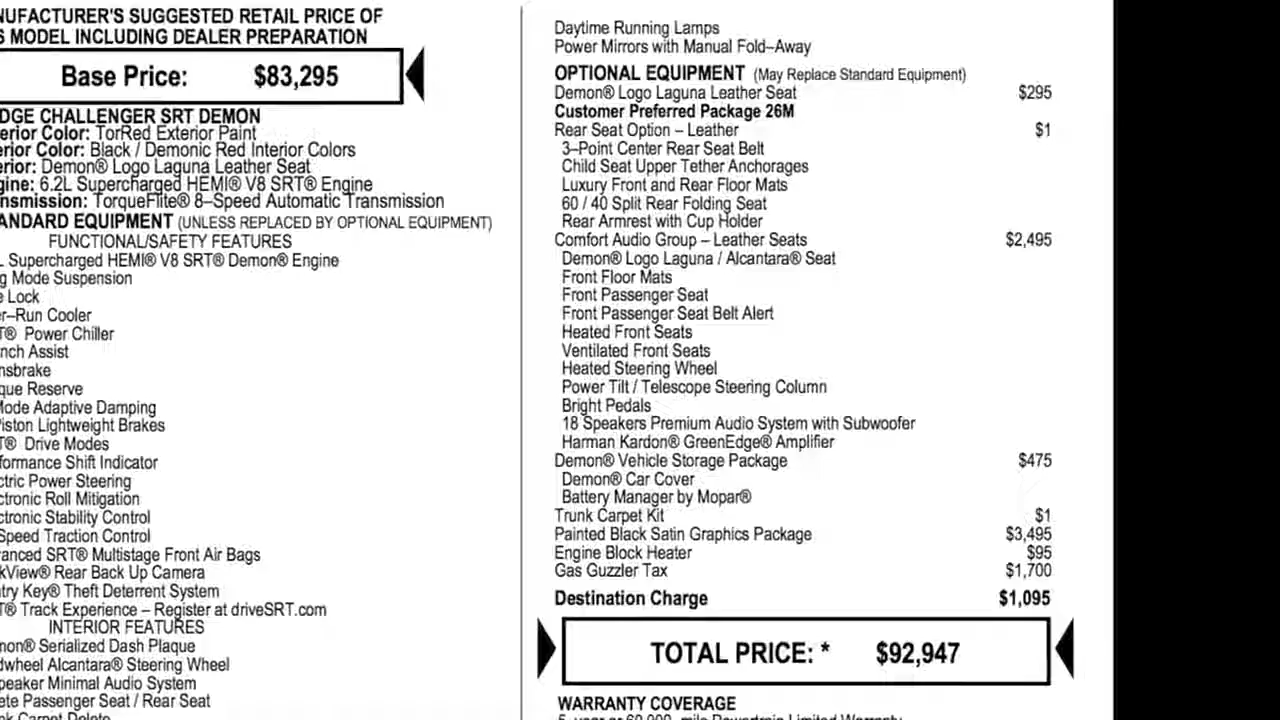 NUFACTURER'S SUGGESTED RETAIL PRICE OF
S MODEL INCLUDING DEALER PREPARATION
Base Price: $83,295
DGE CHALLENGER SRT DEMON
erior Color: TorRed Exterior Paint
erior Color: Black / Demonic Red Interior Colors
erior: Demon® Logo Laguna Leather Seat
gine: 6.2L Supercharged HEMI® V8 SRT® Engine
nsmission: TorqueFlite® 8–Speed Automatic Transmission
ANDARD EQUIPMENT (UNLESS REPLACED BY OPTIONAL EQUIPMENT)
FUNCTIONAL/SAFETY FEATURES
L Supercharged HEMI® V8 SRT® Demon® Engine
g Mode Suspension
e Lock
er–Run Cooler
T® Power Chiller
nch Assist
nsbrake
que Reserve
Mode Adaptive Damping
Piston Lightweight Brakes
T® Drive Modes
formance Shift Indicator
ctric Power Steering
ctronic Roll Mitigation
ctronic Stability Control
Speed Traction Control
vanced SRT® Multistage Front Air Bags
kView® Rear Back Up Camera
ntry Key® Theft Deterrent System
T® Track Experience – Register at driveSRT.com
INTERIOR FEATURES
mon® Serialized Dash Plaque
dwheel Alcantara® Steering Wheel
peaker Minimal Audio System
ete Passenger Seat / Rear Seat
nk Carpet Delete
Daytime Running Lamps
Power Mirrors with Manual Fold–Away
OPTIONAL EQUIPMENT (May Replace Standard Equipment)
Demon® Logo Laguna Leather Seat $295
Customer Preferred Package 26M
Rear Seat Option – Leather $1
3–Point Center Rear Seat Belt
Child Seat Upper Tether Anchorages
Luxury Front and Rear Floor Mats
60 / 40 Split Rear Folding Seat
Rear Armrest with Cup Holder
Comfort Audio Group – Leather Seats $2,495
Demon® Logo Laguna / Alcantara® Seat
Front Floor Mats
Front Passenger Seat
Front Passenger Seat Belt Alert
Heated Front Seats
Ventilated Front Seats
Heated Steering Wheel
Power Tilt / Telescope Steering Column
Bright Pedals
18 Speakers Premium Audio System with Subwoofer
Harman Kardon® GreenEdge® Amplifier
Demon® Vehicle Storage Package $475
Demon® Car Cover
Battery Manager by Mopar®
Trunk Carpet Kit $1
Painted Black Satin Graphics Package $3,495
Engine Block Heater $95
Gas Guzzler Tax $1,700
Destination Charge $1,095
TOTAL PRICE: * $92,947
WARRANTY COVERAGE
5–year or 60,000–mile Powertrain Limited Warranty